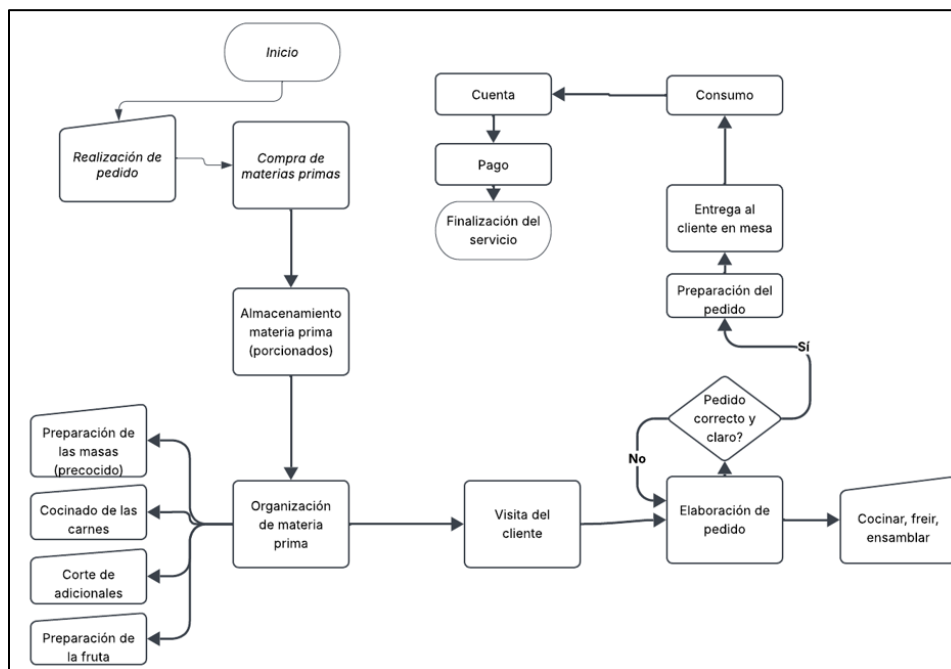 Inicio
Realización de
pedido
Compra de
materias primas
Almacenamiento
materia prima
(porcionados)
Organización
de materia
prima
Preparación de
las masas
(precocido)
Cocinado de las
carnes
Corte de
adicionales
Preparación de
la fruta
Visita del
cliente
Elaboración de
pedido
Cocinar, freir,
ensamblar
Pedido
correcto y
claro?
No
Sí
Preparación del
pedido
Entrega al
cliente en mesa
Consumo
Cuenta
Pago
Finalización del
servicio